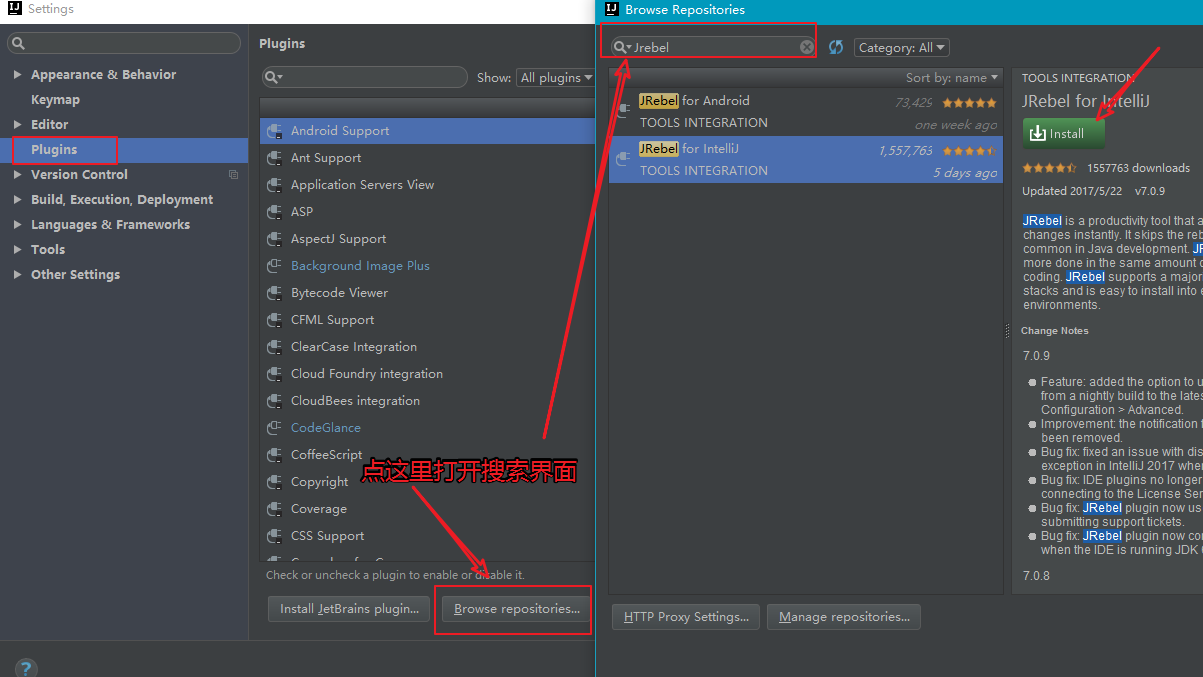 Settings
Appearance & Behavior
Keymap
Editor
Plugins
Version Control
Build, Execution, Deployment
Languages & Frameworks
Tools
Other Settings
?
Plugins
Show: All plugins
Android Support
Ant Support
Application Servers View
ASP
AspectJ Support
Background Image Plus
Bytecode Viewer
CFML Support
ClearCase Integration
Cloud Foundry integration
CloudBees integration
CodeGlance
CoffeeScript
Copyright
Coverage
CSS Support
点这里打开搜索界面
Check or uncheck a plugin to enable or disable it.
Install JetBrains plugin...
Browse repositories...
Browse Repositories
Jrebel
Category: All
Sort by: name
JRebel for Android
73,429
TOOLS INTEGRATION
one week ago
JRebel for IntelliJ
1,557,763
TOOLS INTEGRATION
5 days ago
HTTP Proxy Settings...
Manage repositories...
TOOLS INTEGRATION
JRebel for IntelliJ
Install
1557763 downloads
Updated 2017/5/22 v7.0.9
JRebel is a productivity tool that a
changes instantly. It skips the reb
common in Java development.
more done in the same amount
coding. JRebel supports a major
stacks and is easy to install into
environments.
Change Notes
7.0.9
Feature: added the option to u
from a nightly build to the lates
Configuration > Advanced.
Improvement: the notification
been removed.
Bug fix: fixed an issue with dis
exception in IntelliJ 2017 when
Bug fix: IDE plugins no longer
connecting to the License Ser
Bug fix: JRebel plugin now us
submitting support tickets.
Bug fix: JRebel plugin now cor
when the IDE is running JDK
7.0.8